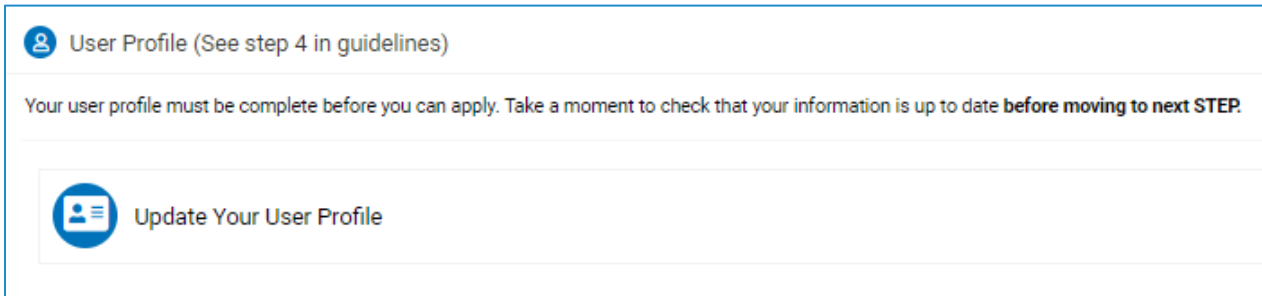 User Profile (See step 4 in guidelines)
Your user profile must be complete before you can apply. Take a moment to check that your information is up to date before moving to next STEP.
Update Your User Profile